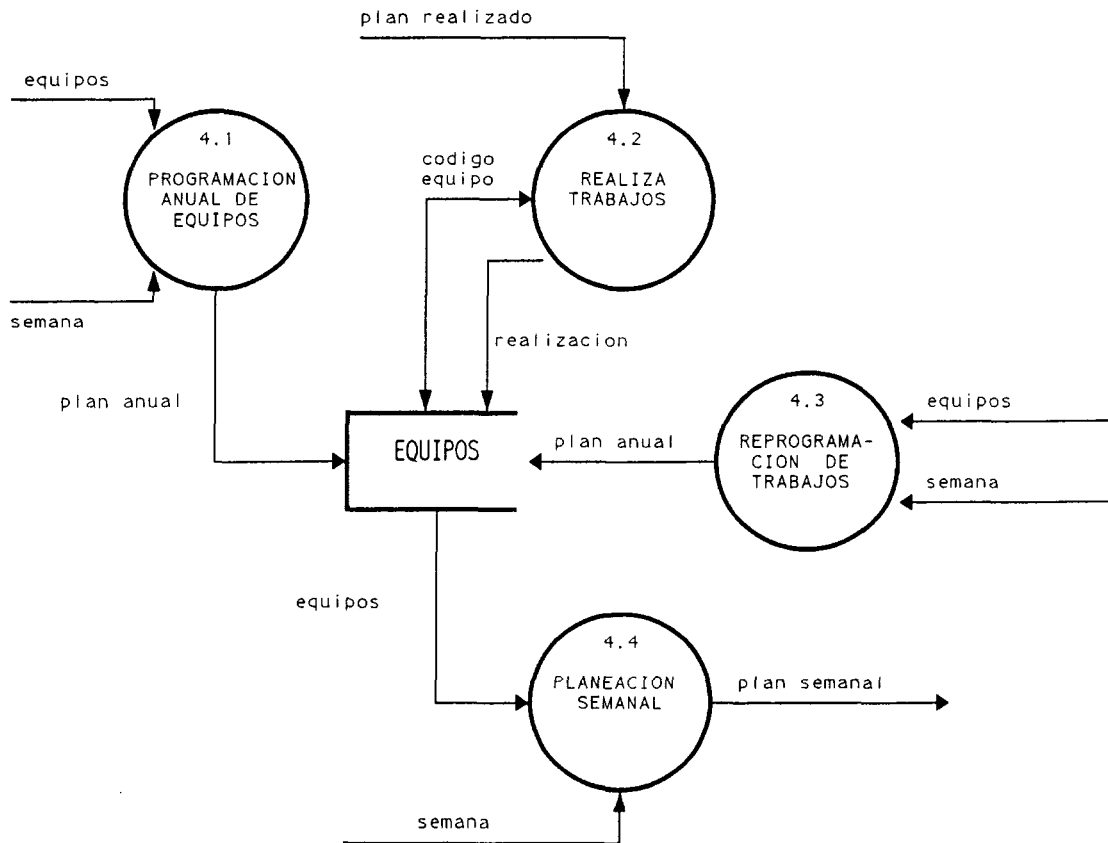 plan realizado
equipos
4.1
PROGRAMACION
ANUAL DE
EQUIPOS
codigo
equipo
4.2
REALIZA
TRABAJOS
semana
realizacion
plan anual
EQUIPOS
plan anual
4.3
REPROGRAMA-
CION DE
TRABAJOS
equipos
semana
equipos
4.4
PLANEACION
SEMANAL
plan semanal
semana